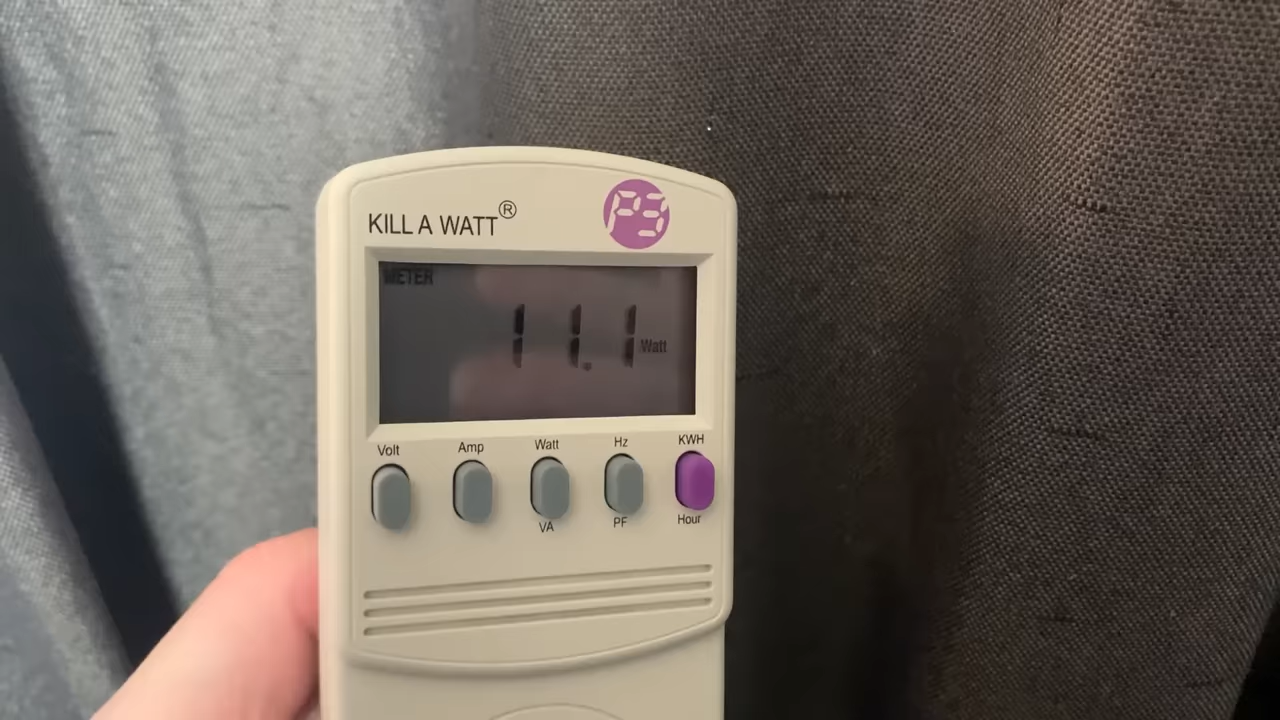 KILL A WATT®
P3
METER
11.1 Watt
Volt Amp Watt Hz KWH
VA PF Hour